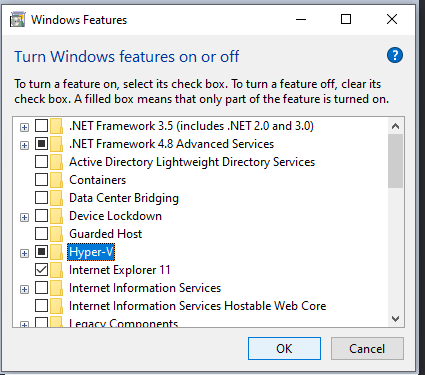 Windows Features
Turn Windows features on or off
?
To turn a feature on, select its check box. To turn a feature off, clear its
check box. A filled box means that only part of the feature is turned on.
.NET Framework 3.5 (includes .NET 2.0 and 3.0)
.NET Framework 4.8 Advanced Services
Active Directory Lightweight Directory Services
Containers
Data Center Bridging
Device Lockdown
Guarded Host
Hyper-V
Internet Explorer 11
Internet Information Services
Internet Information Services Hostable Web Core
Legacy Components
OK
Cancel